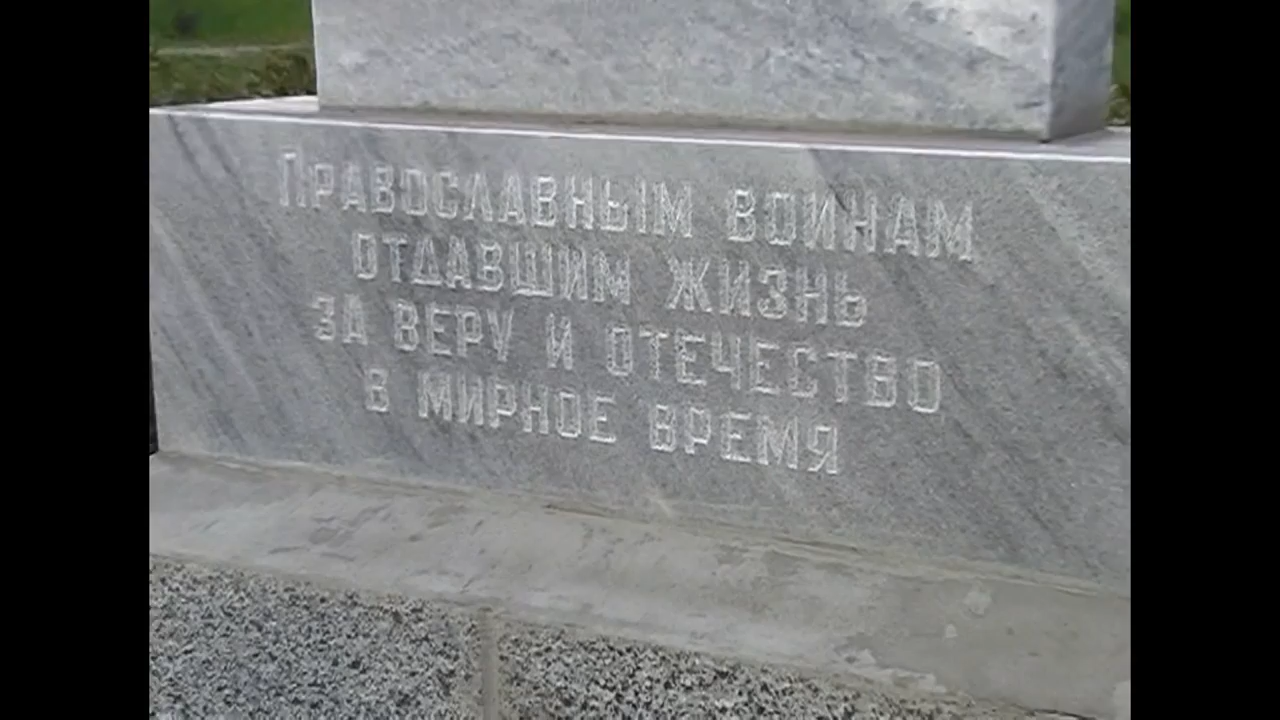 Православным воинам
отдавшим жизнь
за веру и отечество
в мирное время